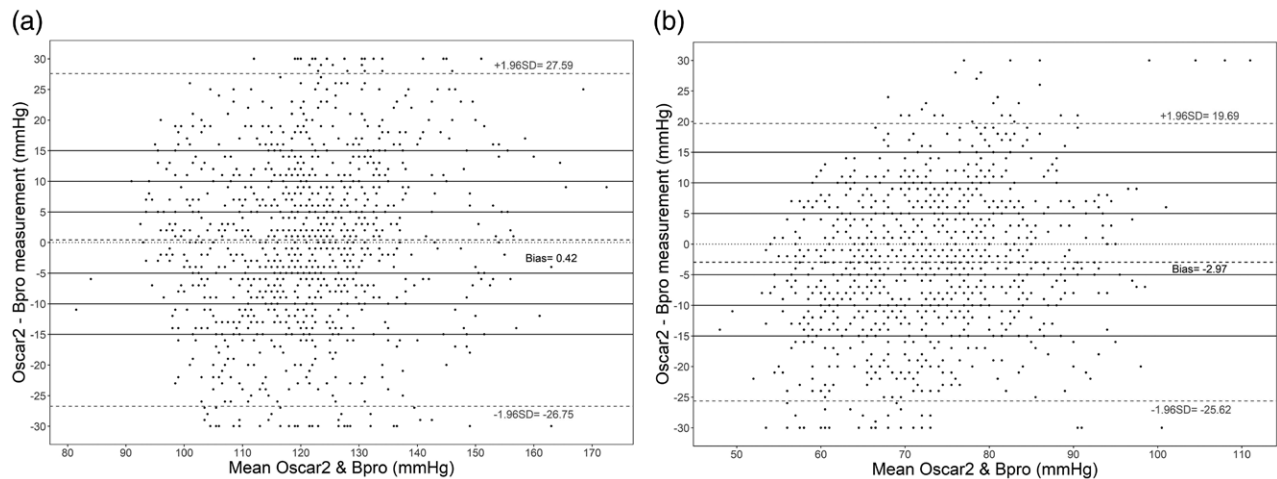 (a)
Oscar2 - Bpro measurement (mmHg)
30
25
20
15
10
5
0
-5
-10
-15
-20
-25
-30
+1.96SD= 27.59
Bias= 0.42
-1.96SD= -26.75
80 90 100 110 120 130 140 150 160 170
Mean Oscar2 & Bpro (mmHg)
(b)
Oscar2 - Bpro measurement (mmHg)
30
25
20
15
10
5
0
-5
-10
-15
-20
-25
-30
+1.96SD= 19.69
Bias= -2.97
-1.96SD= -25.62
50 60 70 80 90 100 110
Mean Oscar2 & Bpro (mmHg)